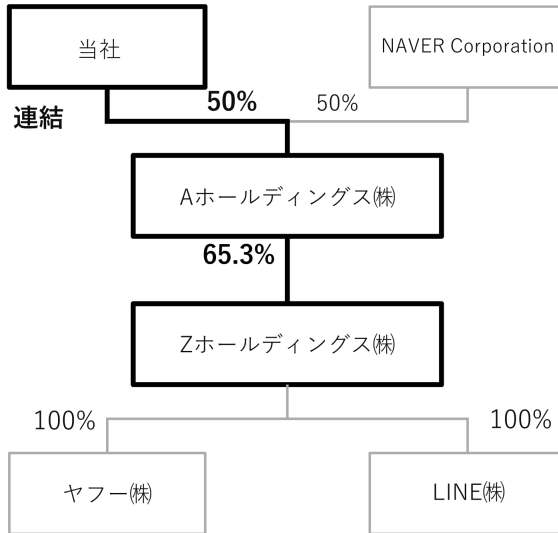 当社
NAVER Corporation
連結
50%
50%
Aホールディングス㈱
65.3%
Zホールディングス㈱
100%
100%
ヤフー㈱
LINE㈱